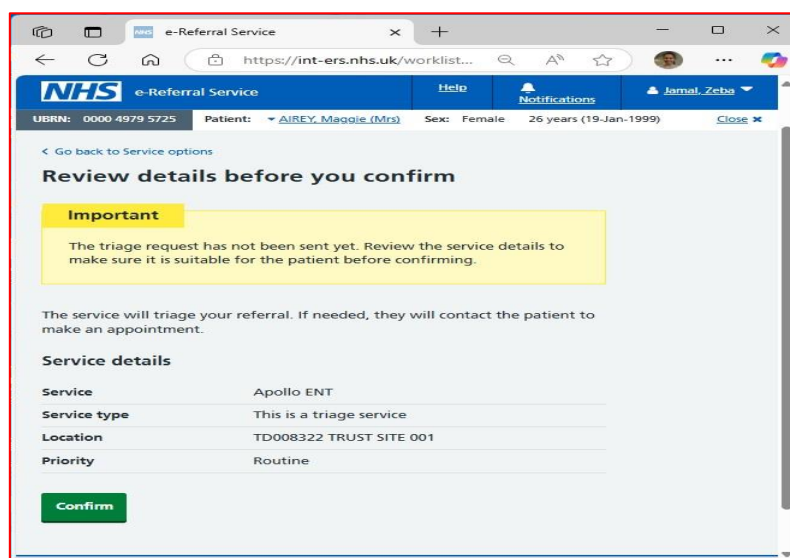 NHS e-Referral Service
https://int-ers.nhs.uk/worklist...
NHS e-Referral Service Help Notifications Jamal, Zeba
UBRN: 0000 4979 5725 Patient: AIREY, Maggie (Mrs) Sex: Female 26 years (19-Jan-1999) Close
Go back to Service options
Review details before you confirm
Important
The triage request has not been sent yet. Review the service details to
make sure it is suitable for the patient before confirming.
The service will triage your referral. If needed, they will contact the patient to
make an appointment.
Service details
Service Apollo ENT
Service type This is a triage service
Location TD008322 TRUST SITE 001
Priority Routine
Confirm